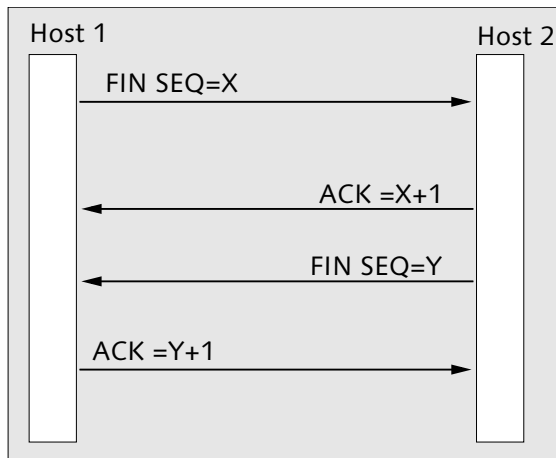 Host 1
Host 2
FIN SEQ=X
ACK =X+1
FIN SEQ=Y
ACK =Y+1